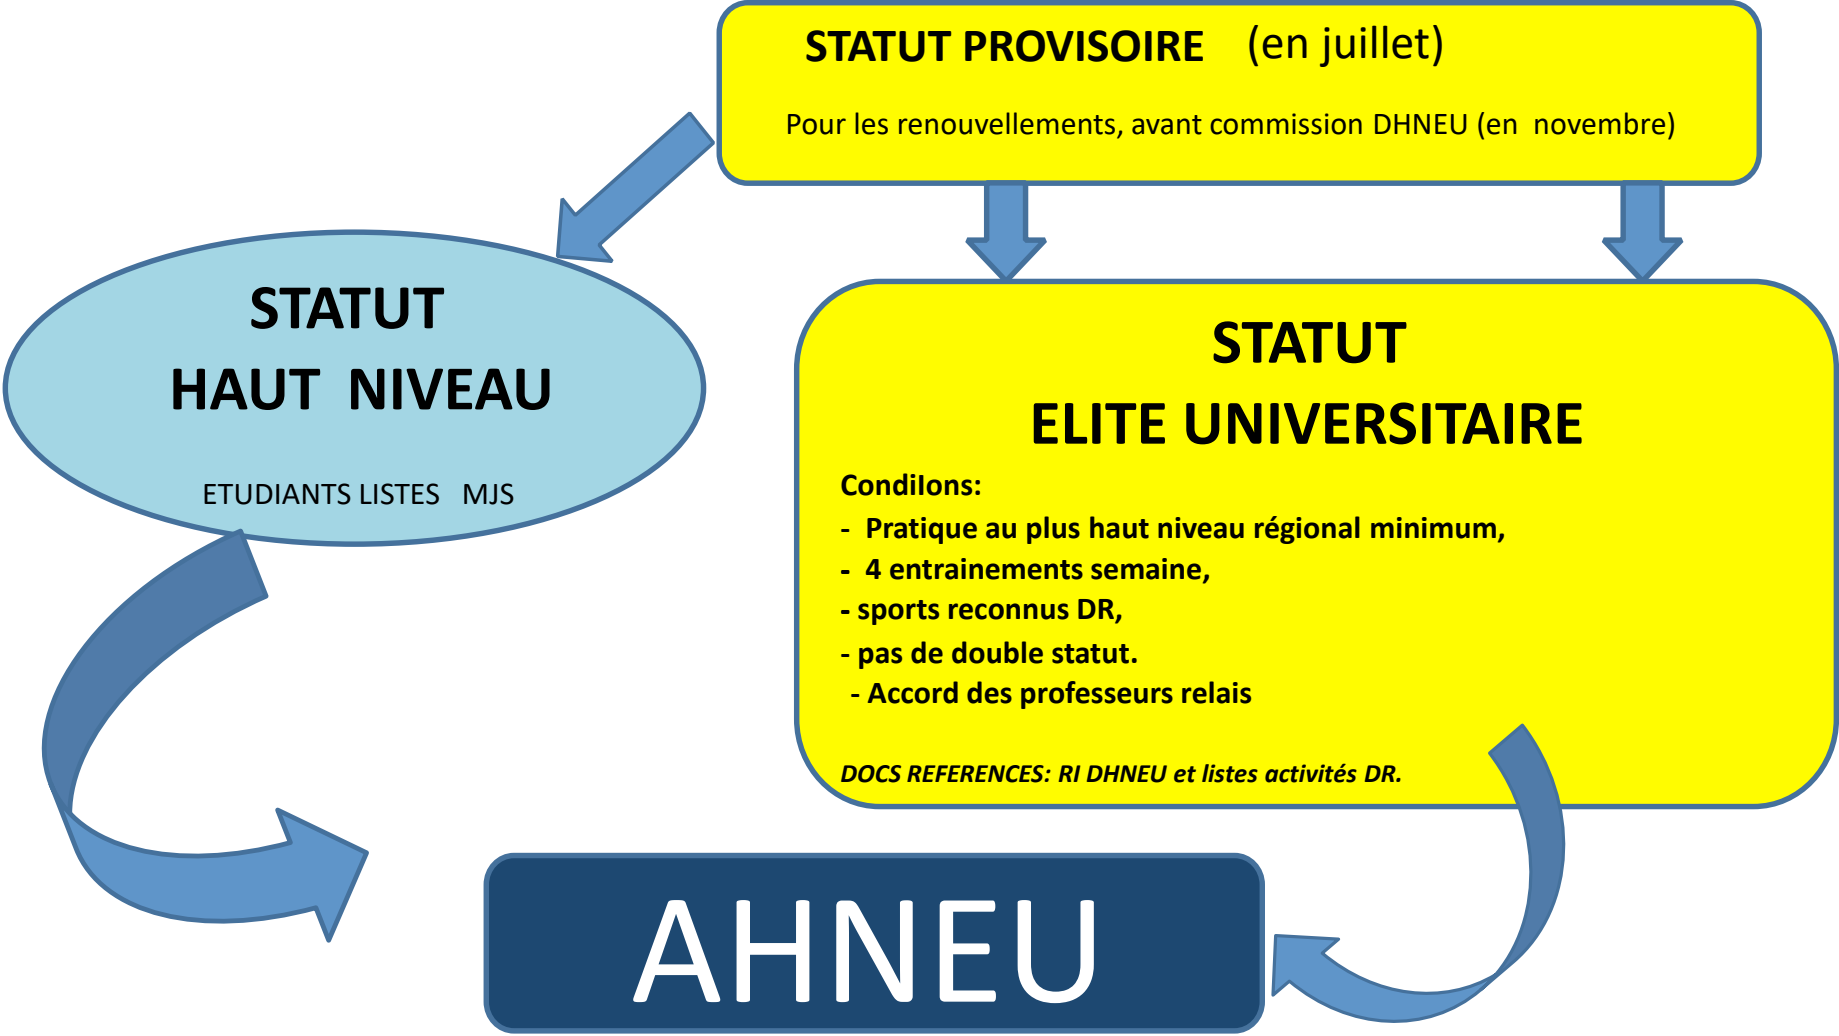 STATUT PROVISOIRE (en juillet)
Pour les renouvellements, avant commission DHNEU (en novembre)
STATUT
HAUT NIVEAU
ETUDIANTS LISTES MJS
STATUT
ELITE UNIVERSITAIRE
CondiIons:
- Pratique au plus haut niveau régional minimum,
- 4 entrainements semaine,
- sports reconnus DR,
- pas de double statut.
- Accord des professeurs relais
DOCS REFERENCES: RI DHNEU et listes activités DR.
AHNEU